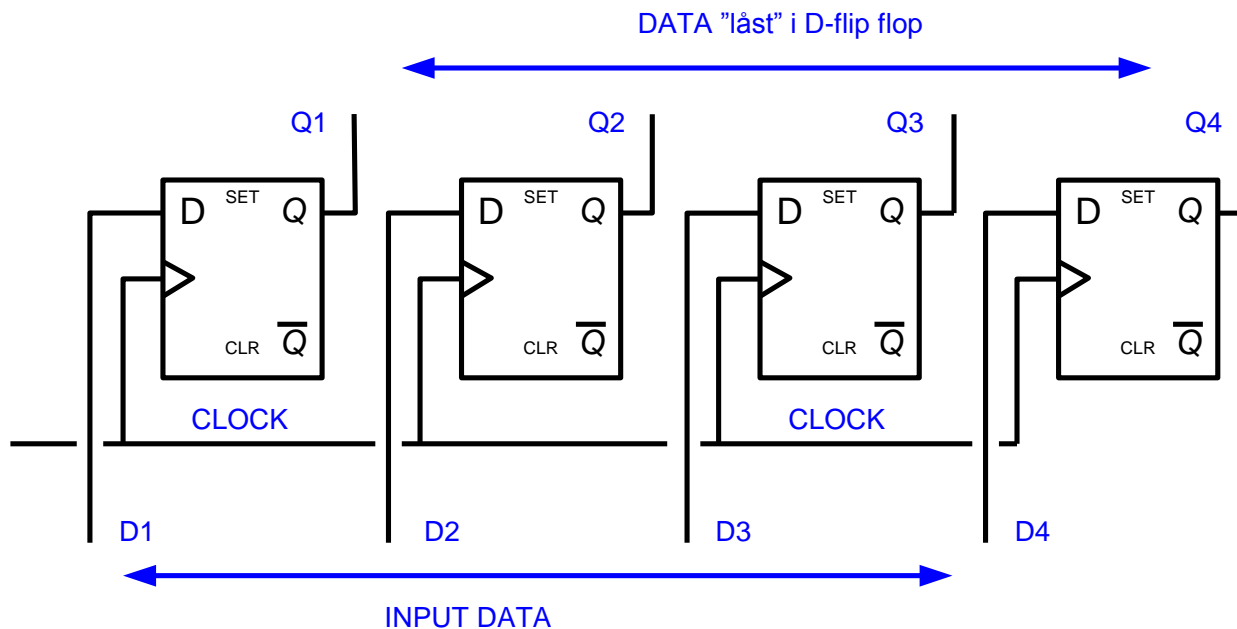 DATA ”låst” i D-flip flop
Q1 Q2 Q3 Q4
SET SET SET SET
D Q D Q D Q D Q
CLR Q̅ CLR Q̅ CLR Q̅ CLR Q̅
CLOCK CLOCK
D1 D2 D3 D4
INPUT DATA